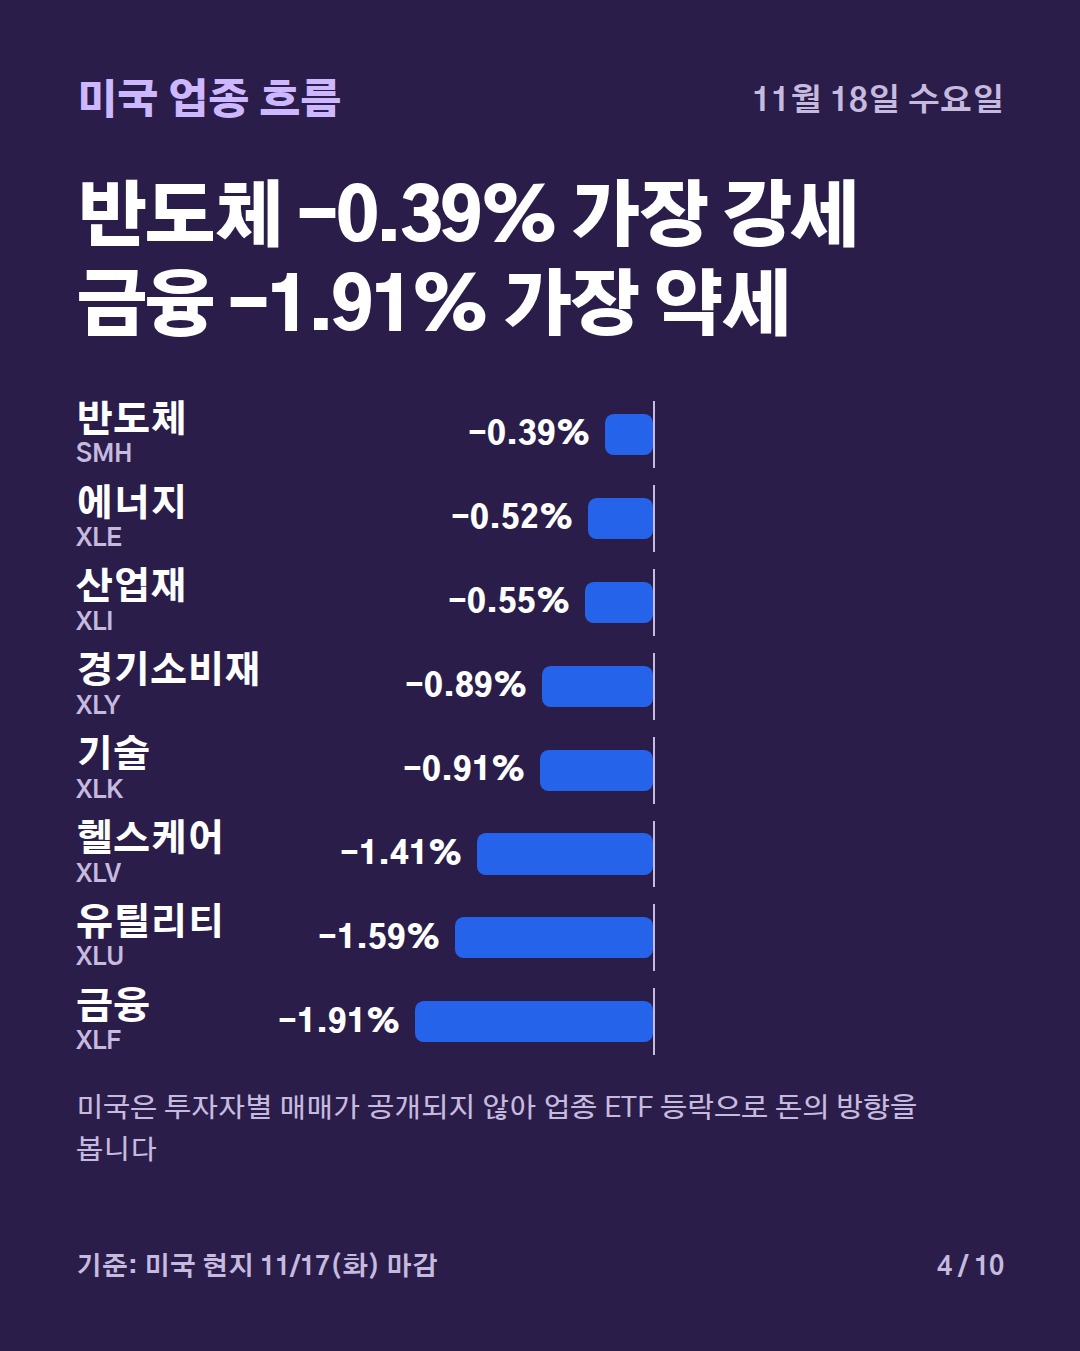 미국 업종 흐름
11월 18일 수요일
반도체 −0.39% 가장 강세
금융 −1.91% 가장 약세
반도체
SMH
−0.39%
에너지
XLE
−0.52%
산업재
XLI
−0.55%
경기소비재
XLY
−0.89%
기술
XLK
−0.91%
헬스케어
XLV
−1.41%
유틸리티
XLU
−1.59%
금융
XLF
−1.91%
미국은 투자자별 매매가 공개되지 않아 업종 ETF 등락으로 돈의 방향을
봅니다
기준: 미국 현지 11/17(화) 마감
4 / 10